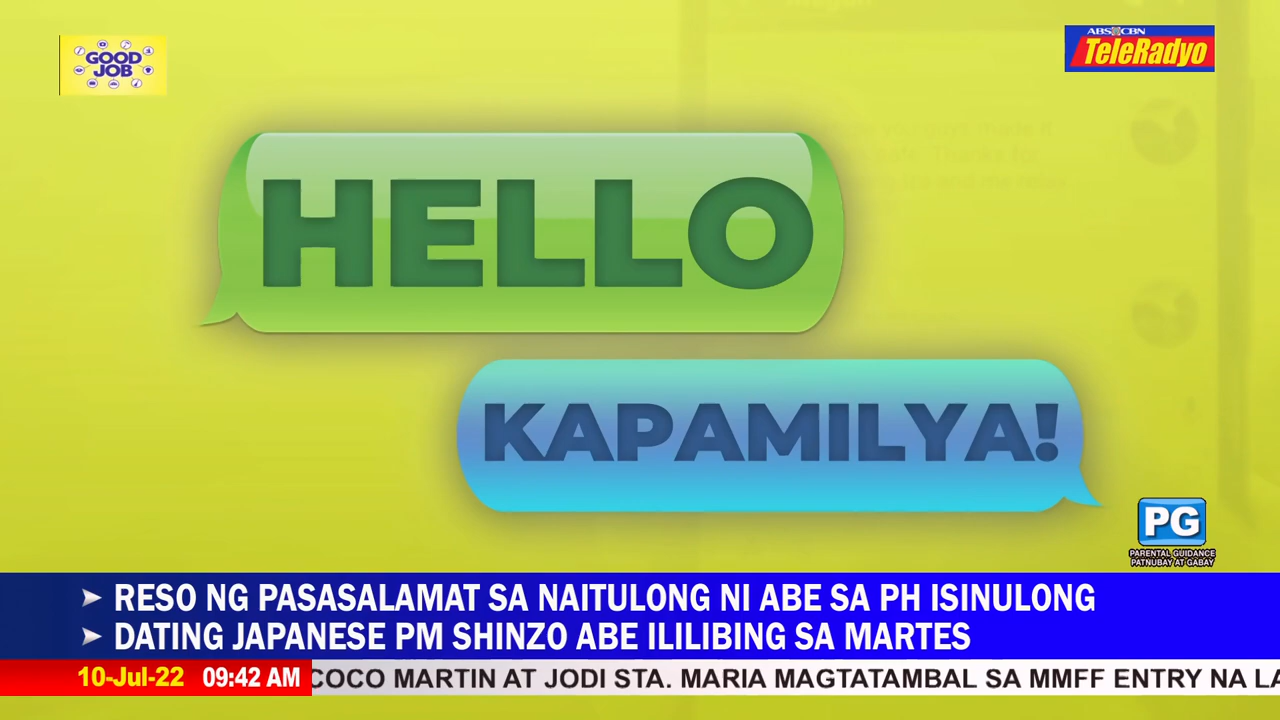 GOOD
JOB
ABS CBN
TeleRadyo
HELLO
KAPAMILYA!
PG
PARENTAL GUIDANCE
PATNUBAY AT GABAY
RESO NG PASASALAMAT SA NAITULONG NI ABE SA PH ISINULONG
DATING JAPANESE PM SHINZO ABE ILILIBING SA MARTES
10-Jul-22 09:42 AM COCO MARTIN AT JODI STA. MARIA MAGTATAMBAL SA MMFF ENTRY NA LA